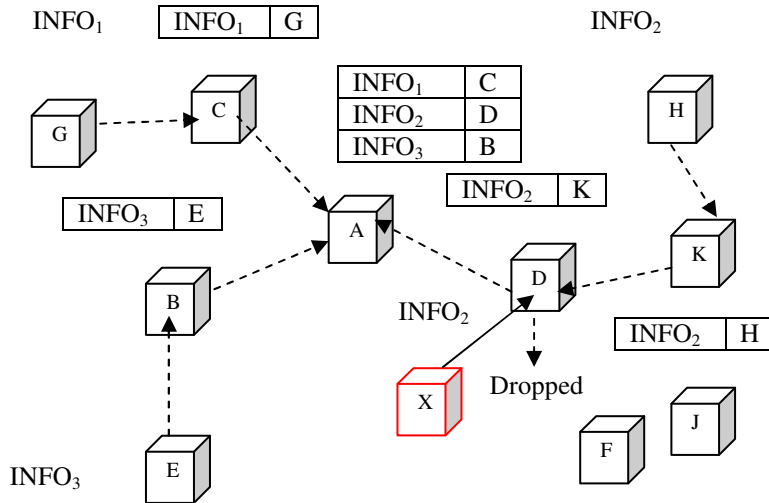 INFO₁ INFO₁ G INFO₂
INFO₁ C
G C INFO₂ D H
INFO₃ B
INFO₃ E INFO₂ K
A K
B D
INFO₂ INFO₂ H
X Dropped
F J
E
INFO₃